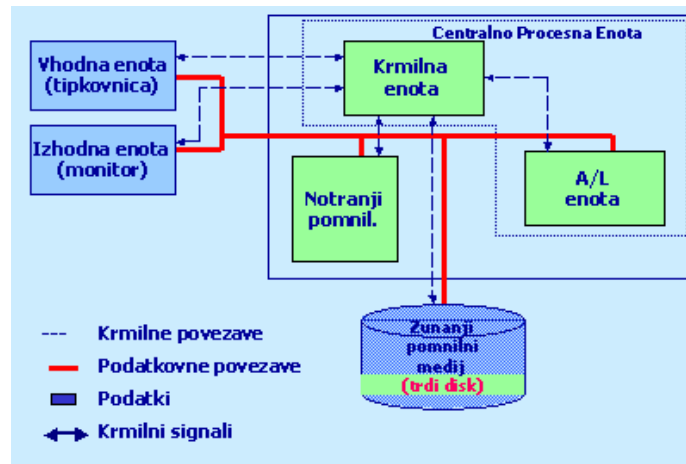 Centralno Procesna Enota
Vhodna enota
(tipkovnica)
Krmilna
enota
Izhodna enota
(monitor)
Notranji
pomnil.
A/L
enota
Zunanji
pomnilni
medij
(trdi disk)
Krmilne povezave
Podatkovne povezave
Podatki
Krmilni signali